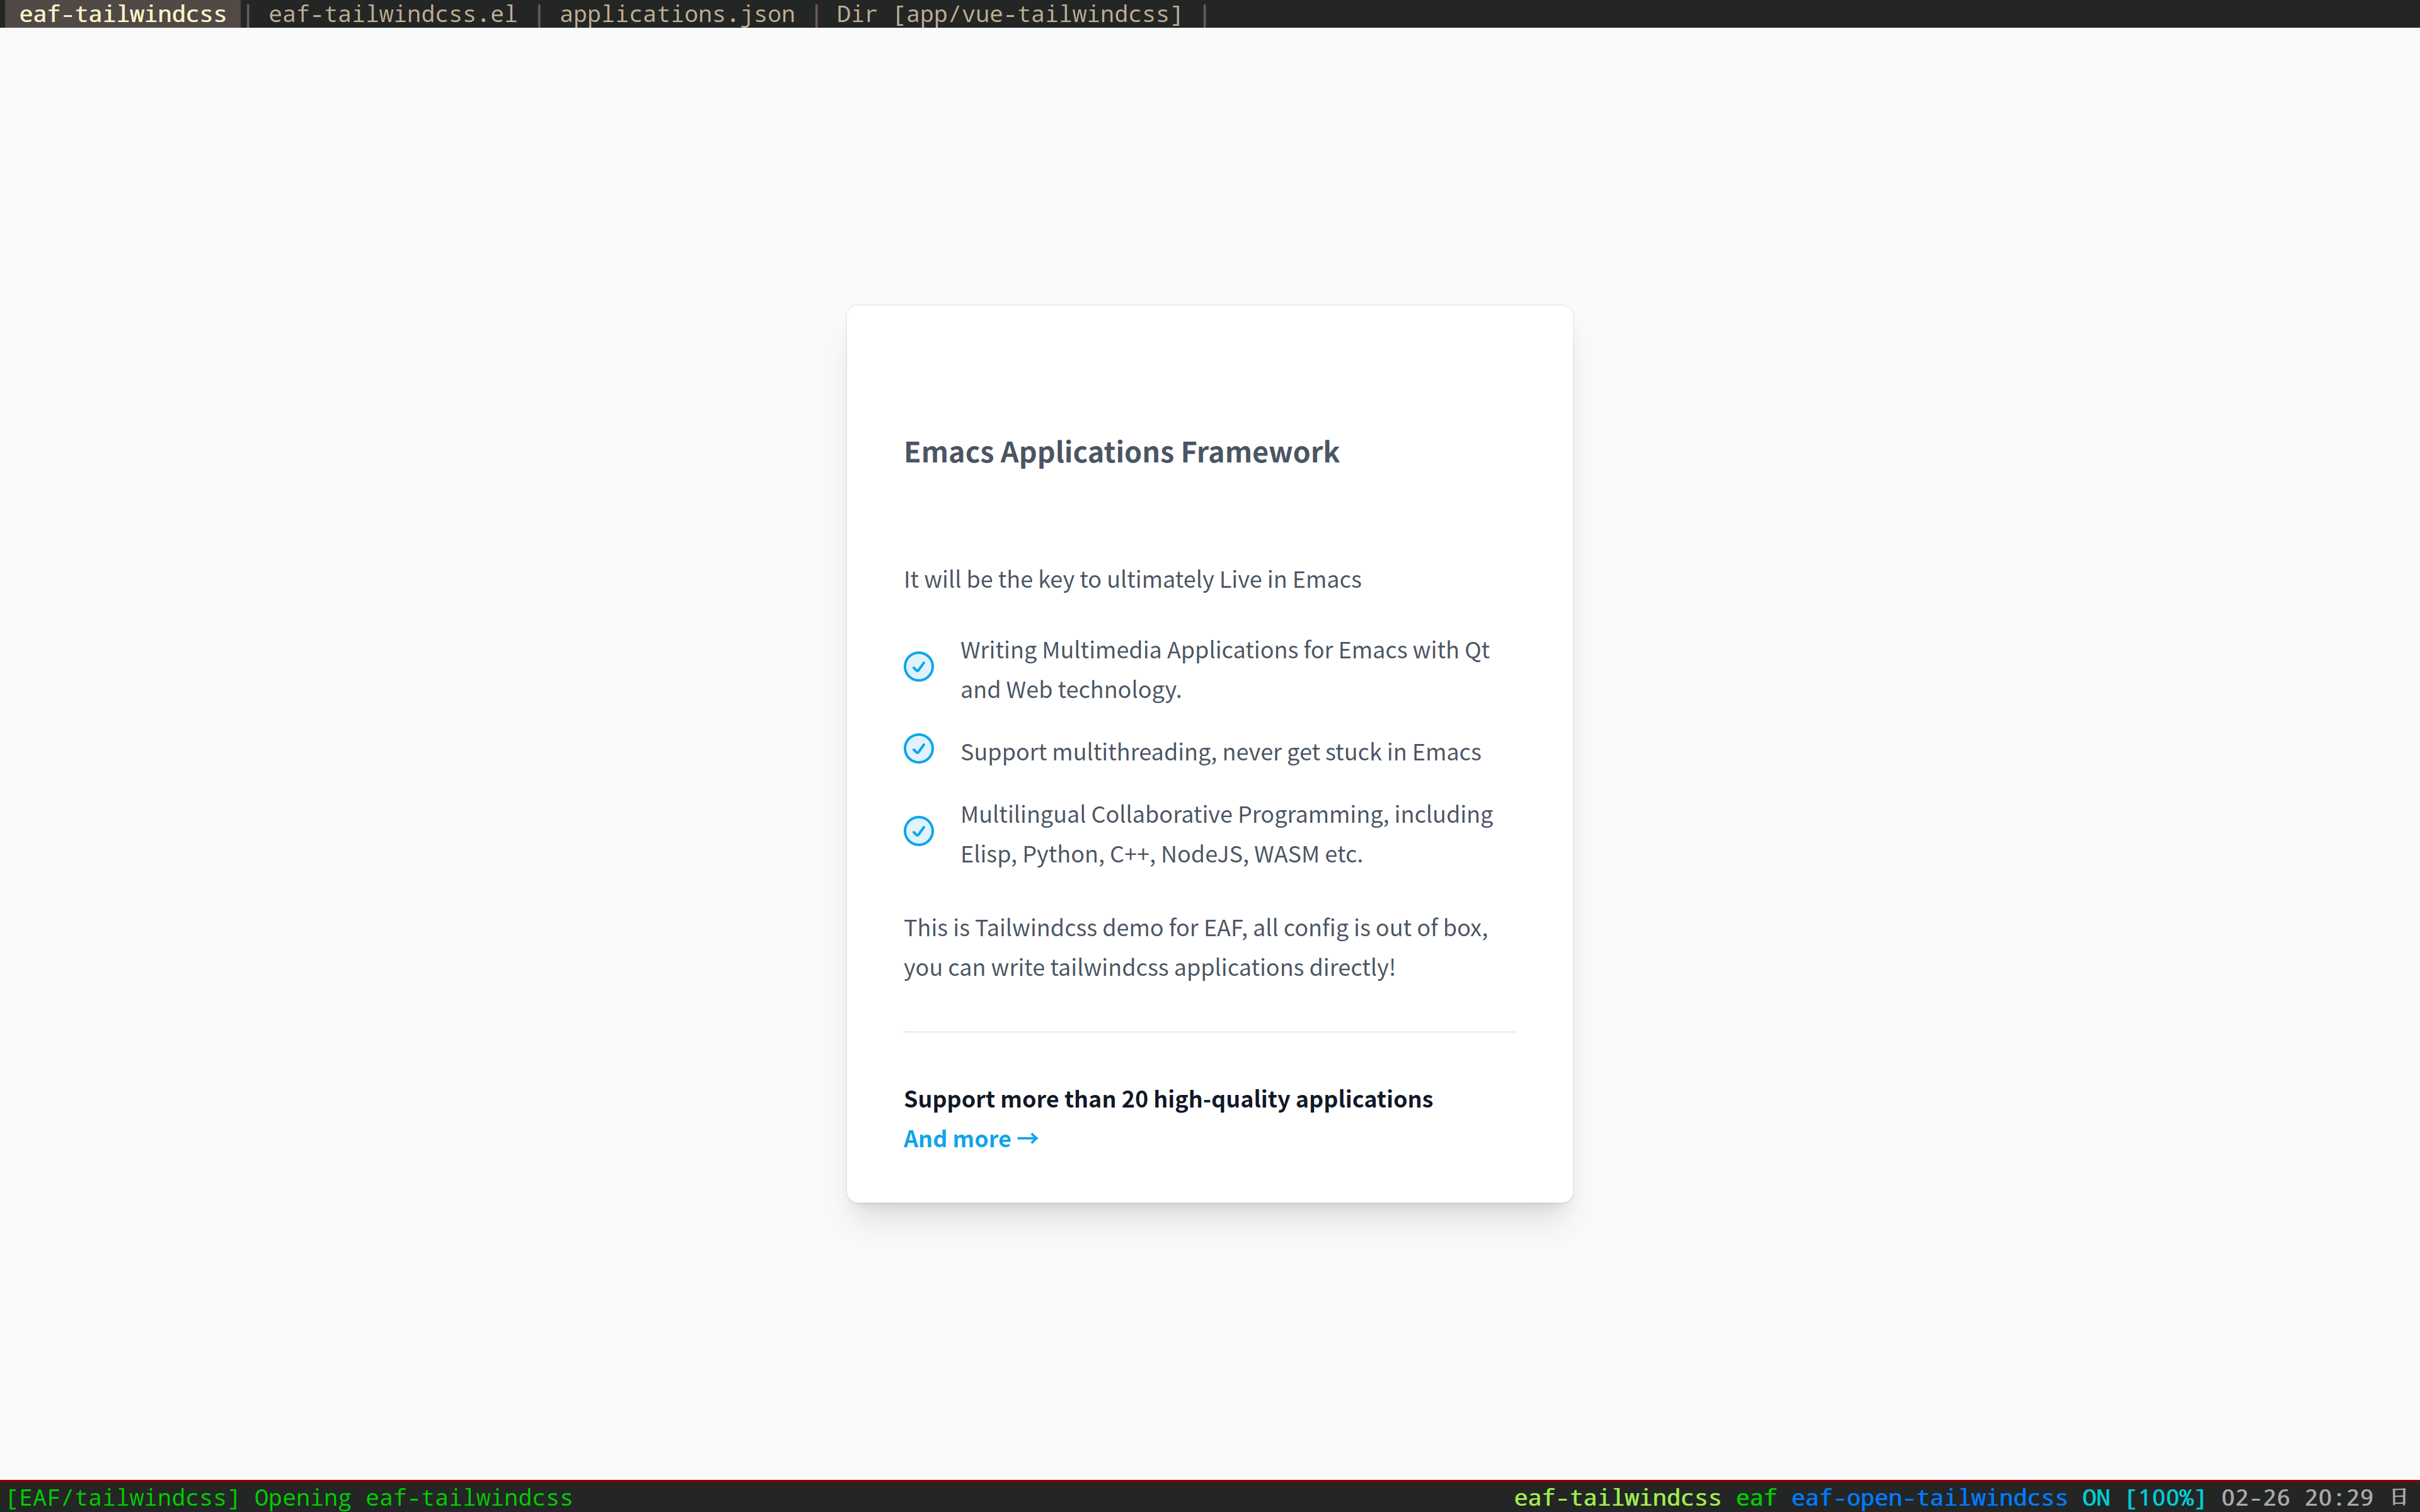 eaf-tailwindcss | eaf-tailwindcss.el | applications.json | Dir [app/vue-tailwindcss] |
Emacs Applications Framework
It will be the key to ultimately Live in Emacs
Writing Multimedia Applications for Emacs with Qt
and Web technology.
Support multithreading, never get stuck in Emacs
Multilingual Collaborative Programming, including
Elisp, Python, C++, NodeJS, WASM etc.
This is Tailwindcss demo for EAF, all config is out of box,
you can write tailwindcss applications directly!
Support more than 20 high-quality applications
And more →
[EAF/tailwindcss] Opening eaf-tailwindcss
eaf-tailwindcss eaf eaf-open-tailwindcss ON [100%] 02-26 20:29 日